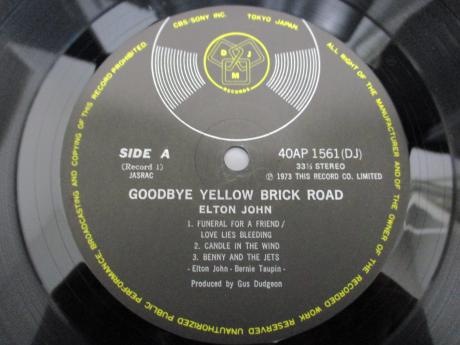 CBS/SONY INC. TOKYO JAPAN.
ALL RIGHT OF THE MANUFACTURER AND OF THE OWNER OF THE RECORDED WORK RESERVED UNAUTHORIZED PUBLIC PERFORMANCE, BROADCASTING AND COPYING OF THIS RECORD PROHIBITED.
D J
M
RECORDS
SIDE A
(Record 1)
JASRAC
40AP 1561(DJ)
33⅓ STEREO
℗ 1973 THIS RECORD CO. LIMITED
GOODBYE YELLOW BRICK ROAD
ELTON JOHN
1. FUNERAL FOR A FRIEND/
LOVE LIES BLEEDING
2. CANDLE IN THE WIND
3. BENNY AND THE JETS
- Elton John - Bernie Taupin -
Produced by Gus Dudgeon